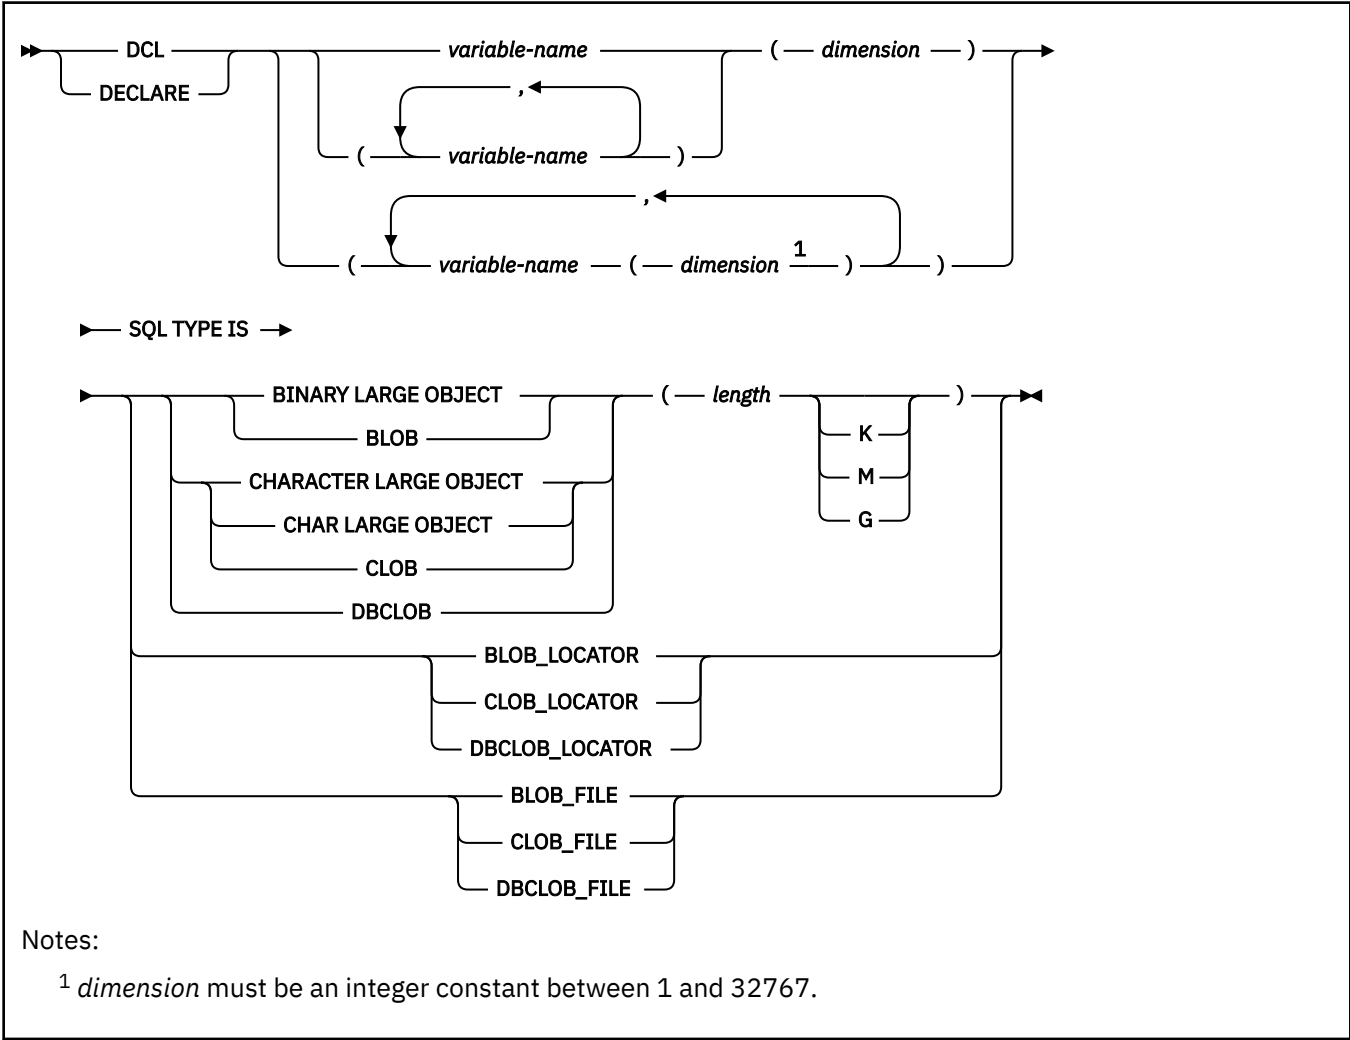 DCL variable-name ( dimension )
DECLARE
,
( variable-name )
,
( variable-name ( dimension 1 ) )
SQL TYPE IS
BINARY LARGE OBJECT ( length )
BLOB K
CHARACTER LARGE OBJECT M
CHAR LARGE OBJECT G
CLOB
DBCLOB
BLOB_LOCATOR
CLOB_LOCATOR
DBCLOB_LOCATOR
BLOB_FILE
CLOB_FILE
DBCLOB_FILE
Notes:
1 dimension must be an integer constant between 1 and 32767.